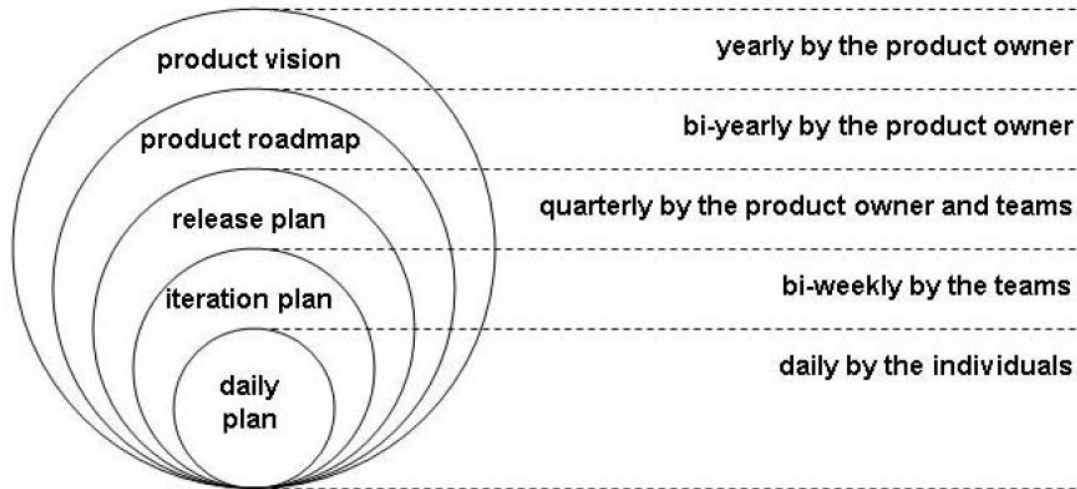 product vision
yearly by the product owner
product roadmap
bi-yearly by the product owner
release plan
quarterly by the product owner and teams
iteration plan
bi-weekly by the teams
daily
plan
daily by the individuals